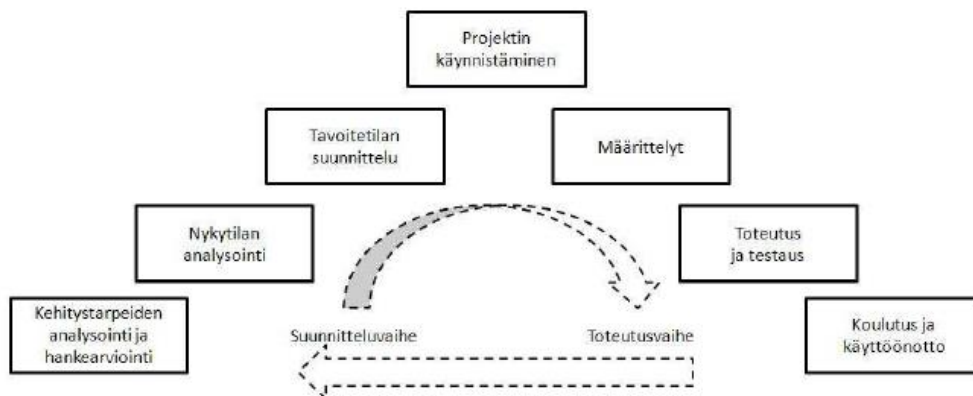 Projektin
käynnistäminen
Tavoitetilan
suunnittelu
Määrittelyt
Nykytilan
analysointi
Toteutus
ja testaus
Kehitystarpeiden
analysointi ja
hankearviointi
Suunnitteluvaihe
Toteutusvaihe
Koulutus ja
käyttöönotto